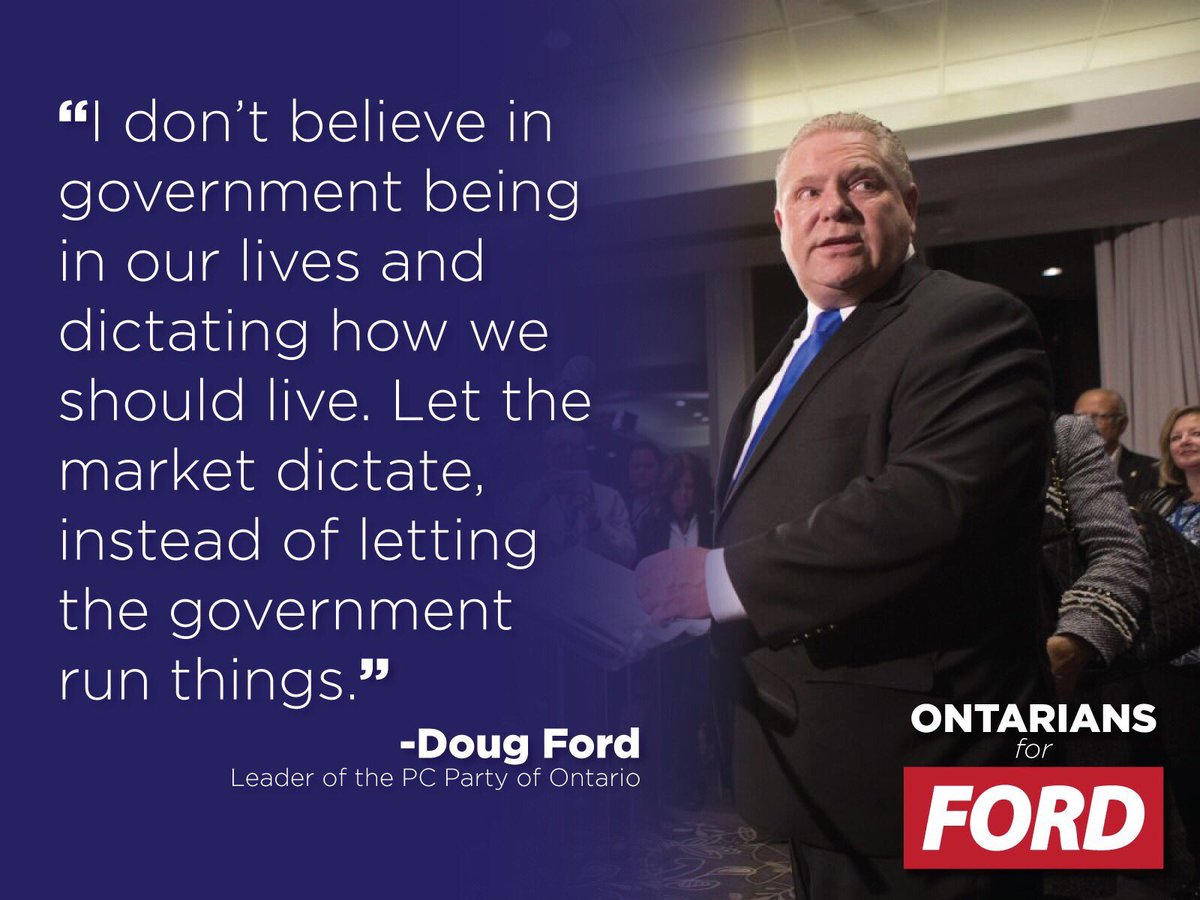 “I don’t believe in
government being
in our lives and
dictating how we
should live. Let the
market dictate,
instead of letting
the government
run things.”
-Doug Ford
Leader of the PC Party of Ontario
ONTARIANS
for
FORD